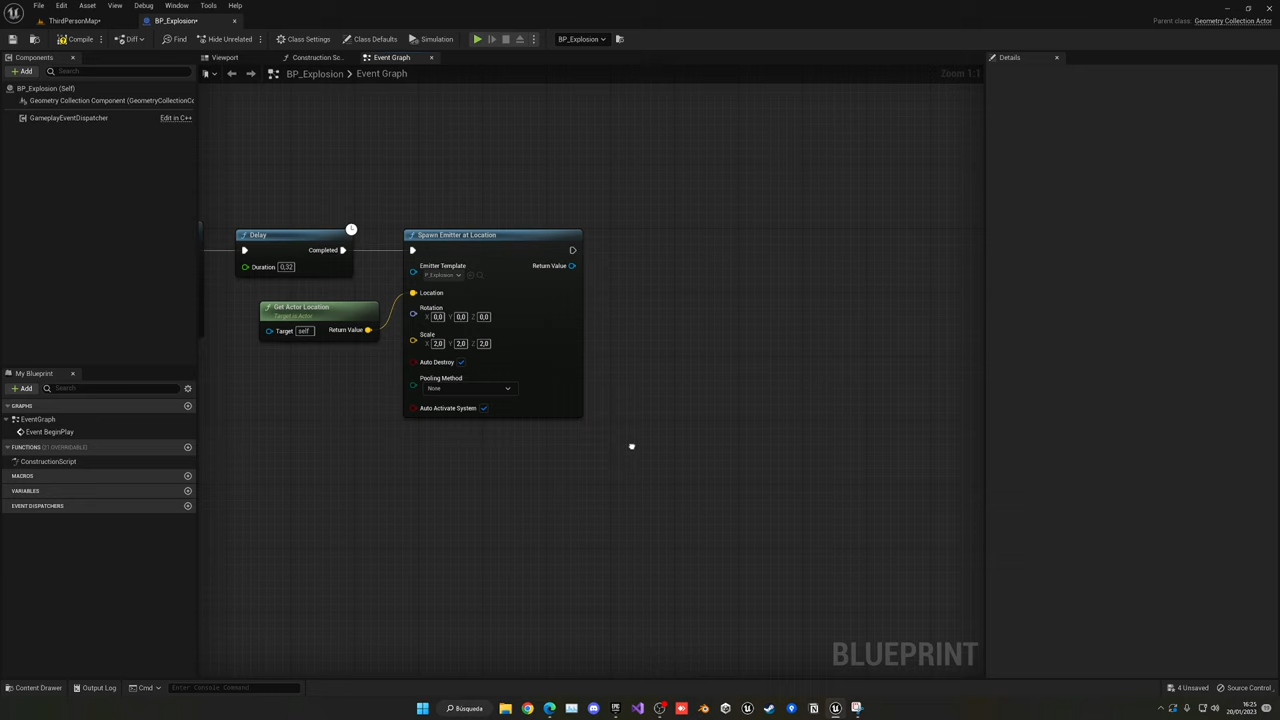 File Edit Asset View Debug Window Tools Help
ThirdPersonMap•
BP_Explosion•
Parent class: Geometry Collection Actor
Compile
Diff
Find
Hide Unrelated
Class Settings
Class Defaults
Simulation
BP_Explosion
Components
Viewport
Construction Sc..
Event Graph
Details
Add
Search
BP_Explosion > Event Graph
Zoom 1:1
BP_Explosion (Self)
Geometry Collection Component (GeometryCollectionCo
GameplayEventDispatcher
Edit in C++
Delay
Completed
Duration 0,32
Spawn Emitter at Location
Emitter Template
P_Explosion
Return Value
Location
Rotation
X 0,0 Y 0,0 Z 0,0
Scale
X 2,0 Y 2,0 Z 2,0
Auto Destroy
Pooling Method
None
Auto Activate System
Get Actor Location
Target is Actor
Target self
Return Value
My Blueprint
Add
Search
GRAPHS
EventGraph
Event BeginPlay
FUNCTIONS (21 OVERRIDABLE)
ConstructionScript
MACROS
VARIABLES
EVENT DISPATCHERS
BLUEPRINT
Content Drawer
Output Log
Cmd
Enter Console Command
4 Unsaved
Source Control
Búsqueda
16:25
20/01/2023